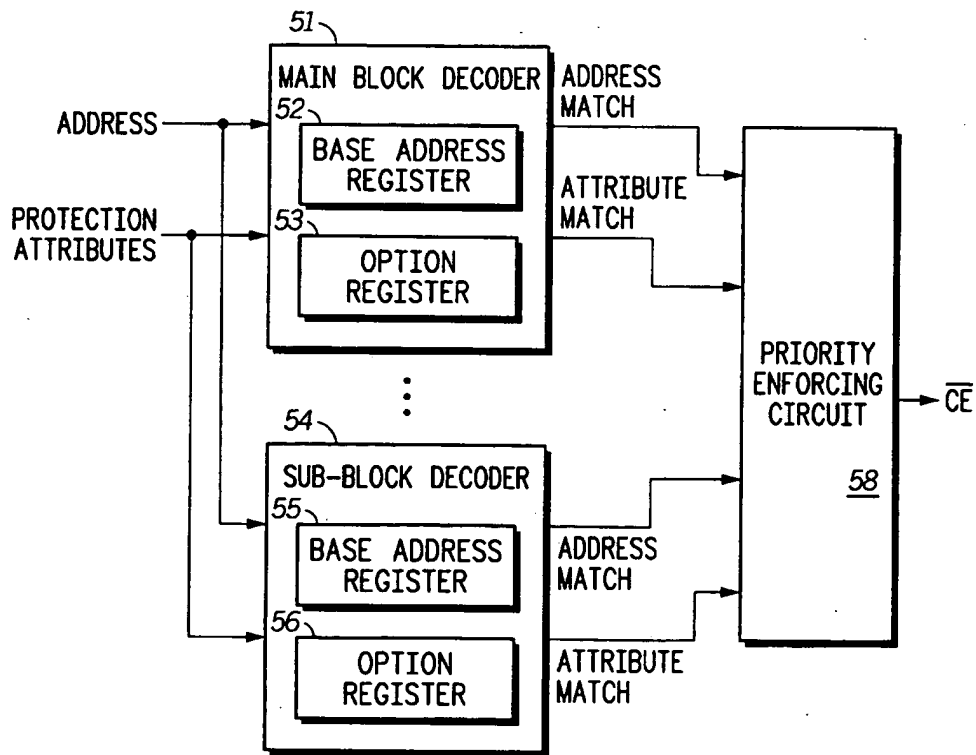 51
MAIN BLOCK DECODER
ADDRESS
52
BASE ADDRESS
REGISTER
PROTECTION
ATTRIBUTES
53
OPTION
REGISTER
ADDRESS
MATCH
ATTRIBUTE
MATCH
54
SUB-BLOCK DECODER
55
BASE ADDRESS
REGISTER
56
OPTION
REGISTER
ADDRESS
MATCH
ATTRIBUTE
MATCH
PRIORITY
ENFORCING
CIRCUIT
58
C̅E̅